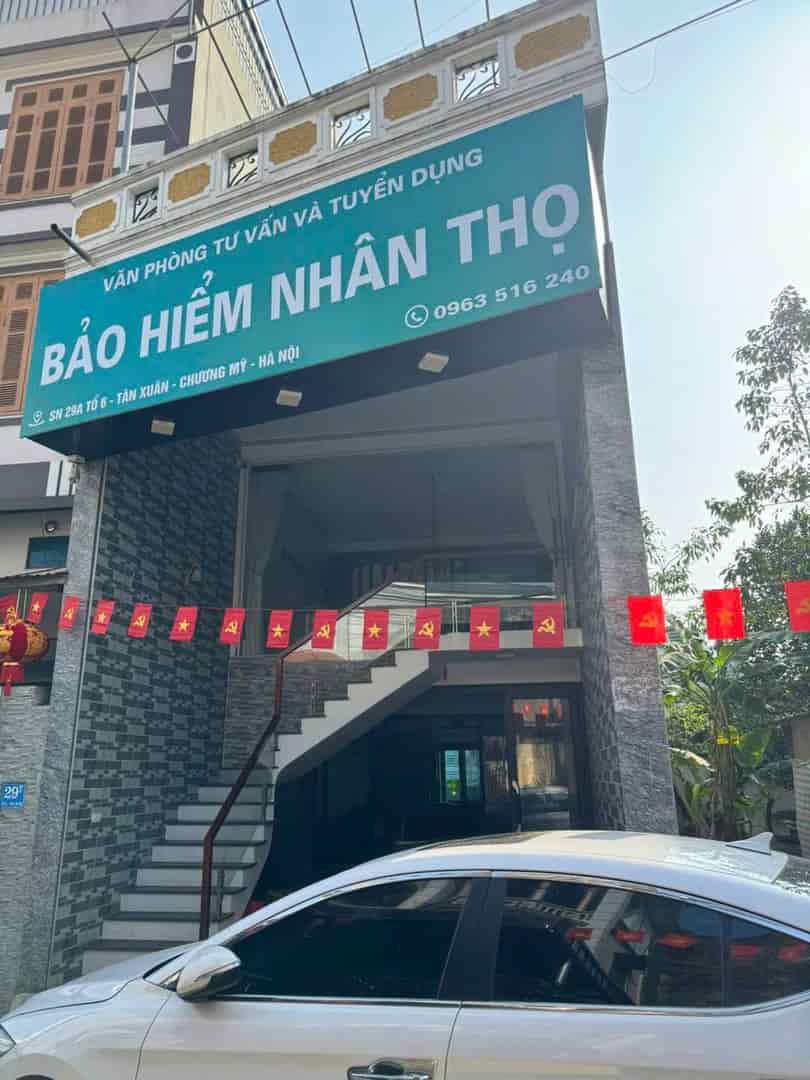 VĂN PHÒNG TƯ VẤN VÀ TUYỂN DỤNG
BẢO HIỂM NHÂN THỌ
0963 516 240
SN 29A TỔ 6 - TÂN XUÂN - CHƯƠNG MỸ - HÀ NỘI